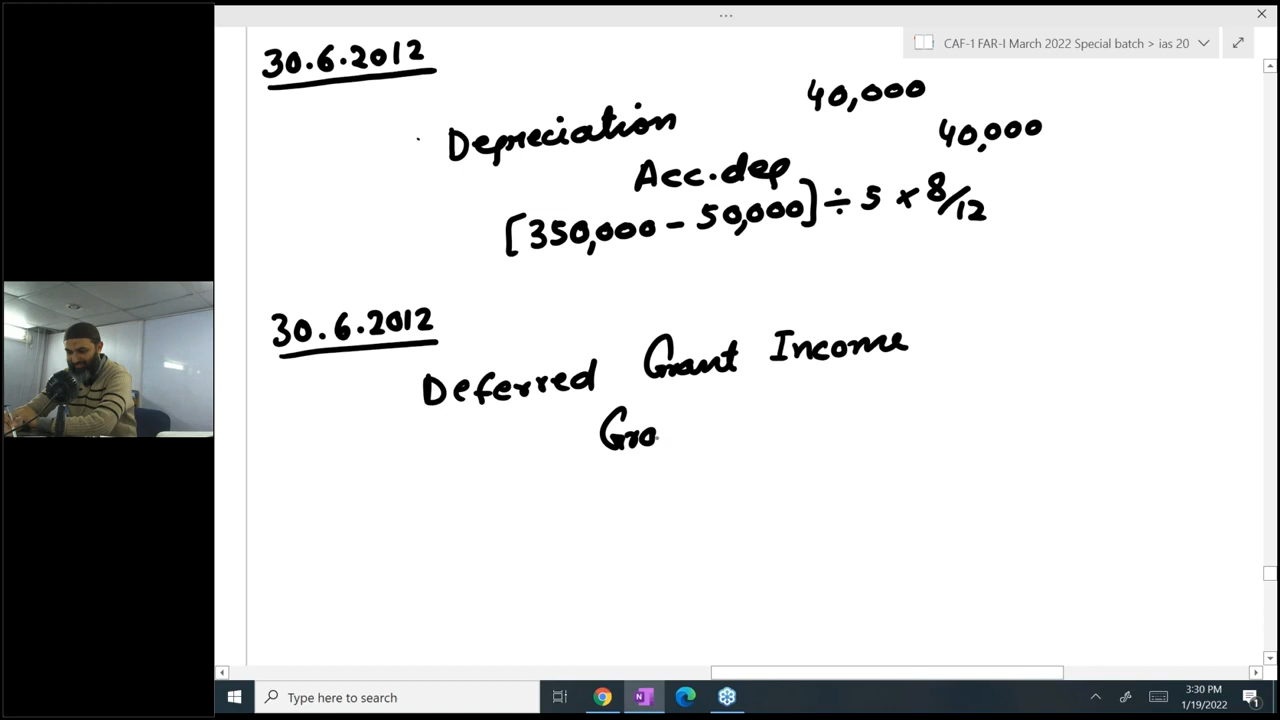 CAF-1 FAR-I March 2022 Special batch > ias 20
30.6.2012
Depreciation 40,000
Acc.dep 40,000
[350,000 - 50,000] ÷ 5 × 8/12
30.6.2012
Deferred Grant Income
Gra
Type here to search
3:30 PM
1/19/2022
1